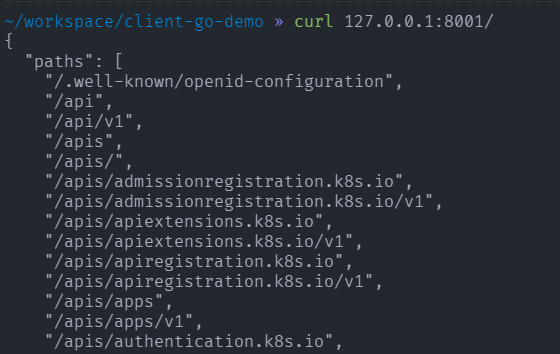 ~/workspace/client-go-demo » curl 127.0.0.1:8001/
{
  "paths": [
    "/.well-known/openid-configuration",
    "/api",
    "/api/v1",
    "/apis",
    "/apis/",
    "/apis/admissionregistration.k8s.io",
    "/apis/admissionregistration.k8s.io/v1",
    "/apis/apiextensions.k8s.io",
    "/apis/apiextensions.k8s.io/v1",
    "/apis/apiregistration.k8s.io",
    "/apis/apiregistration.k8s.io/v1",
    "/apis/apps",
    "/apis/apps/v1",
    "/apis/authentication.k8s.io",